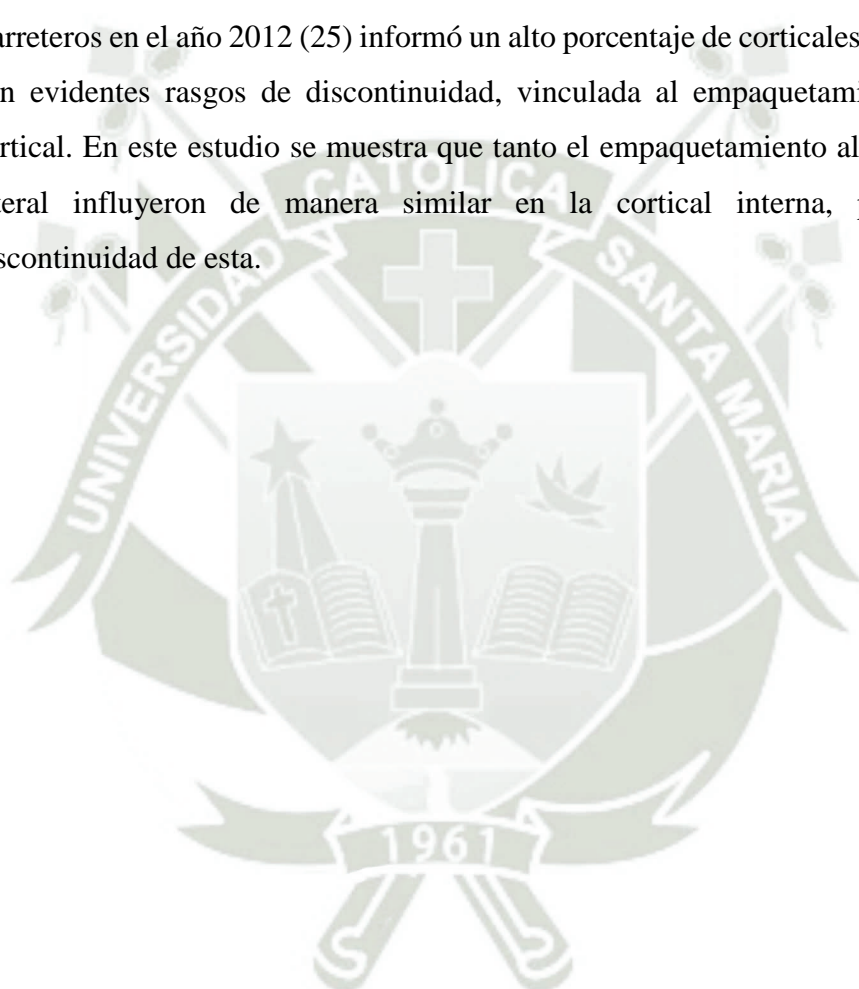 arreteros en el año 2012 (25) informó un alto porcentaje de corticales
n evidentes rasgos de discontinuidad, vinculada al empaquetami
rtical. En este estudio se muestra que tanto el empaquetamiento al
teral influyeron de manera similar en la cortical interna, p
scontinuidad de esta.
UNIVERSIDAD CATOLICA SANTA MARIA
1961